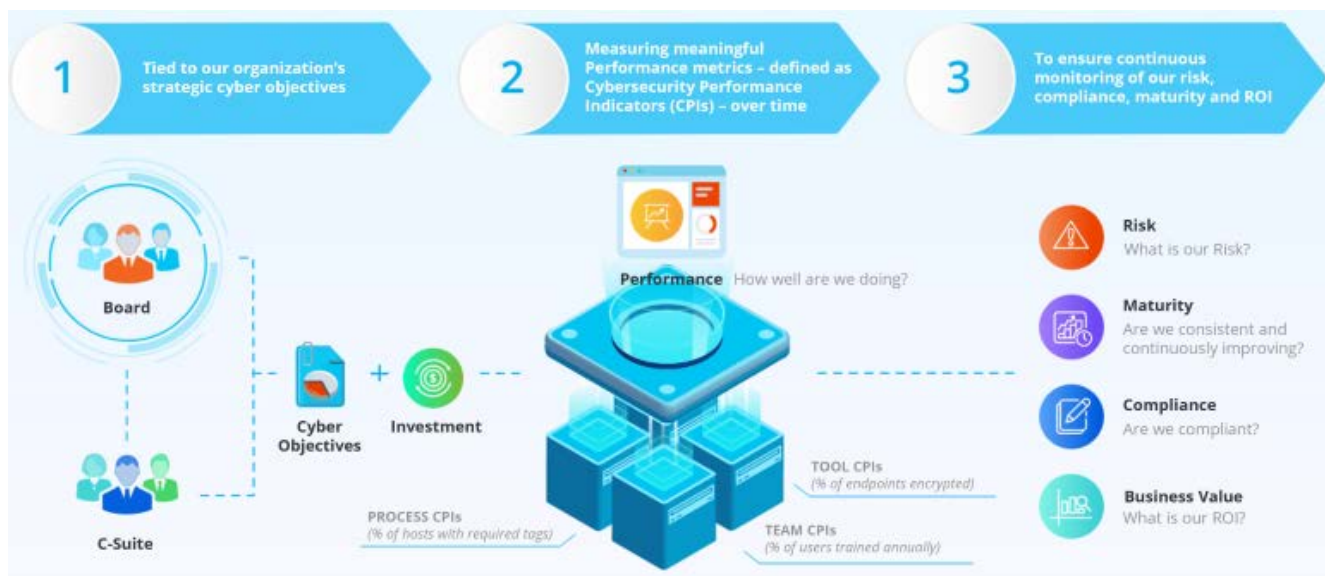 1
Tied to our organization's
strategic cyber objectives
2
Measuring meaningful
Performance metrics – defined as
Cybersecurity Performance
Indicators (CPIs) – over time
3
To ensure continuous
monitoring of our risk,
compliance, maturity and ROI
Board
C-Suite
Cyber
Objectives
+
Investment
Performance How well are we doing?
PROCESS CPIs
(% of hosts with required tags)
TOOL CPIs
(% of endpoints encrypted)
TEAM CPIs
(% of users trained annually)
Risk
What is our Risk?
Maturity
Are we consistent and
continuously improving?
Compliance
Are we compliant?
Business Value
What is our ROI?